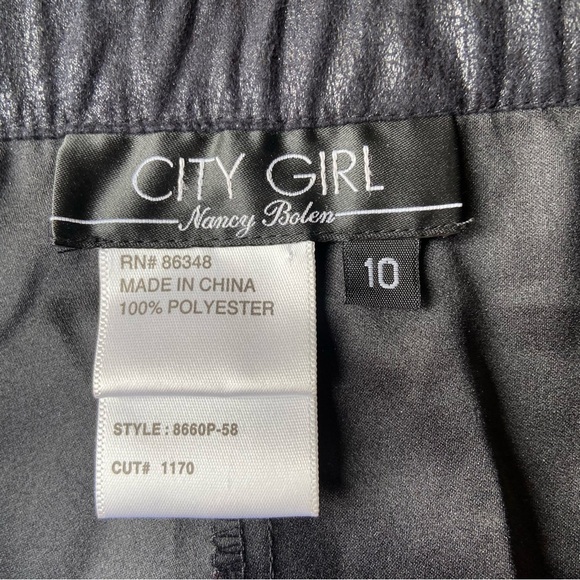 CITY GIRL
Nancy Bolen
10
RN# 86348
MADE IN CHINA
100% POLYESTER
STYLE : 8660P-58
CUT# 1170